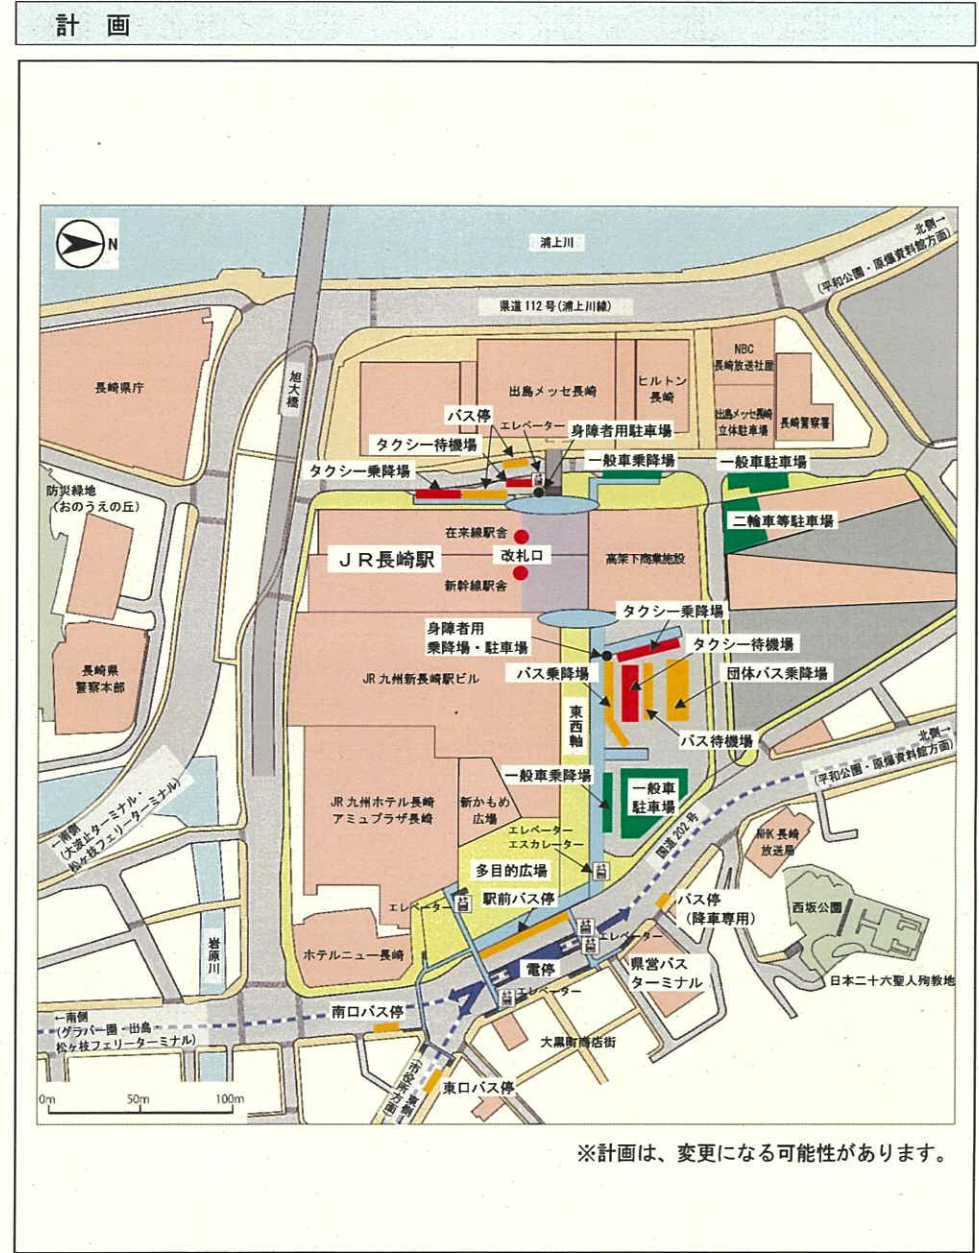 計 画
N
浦上川
北側→
(平和公園・原爆資料館方面)
県道112号(浦上川線)
長崎県庁
旭大橋
出島メッセ長崎
ヒルトン
長崎
NBC
長崎放送社屋
出島メッセ長崎
立体駐車場
長崎警察署
バス停
エレベーター
身障者用駐車場
タクシー待機場
タクシー乗降場
一般車乗降場
一般車駐車場
防災緑地
(おのうえの丘)
二輪車等駐車場
在来線駅舎
JR長崎駅
改札口
高架下商業施設
新幹線駅舎
タクシー乗降場
身障者用
乗降場・駐車場
タクシー待機場
長崎県
警察本部
JR九州新長崎駅ビル
バス乗降場
団体バス乗降場
東西軸
バス待機場
北側→
(平和公園・原爆資料館方面)
一般車乗降場
一般車
駐車場
←南側
(大波止ターミナル・
松ヶ枝フェリーターミナル)
JR九州ホテル長崎
アミュプラザ長崎
新かもめ
広場
国道202号
エレベーター
エスカレーター
NHK長崎
放送局
多目的広場
駅前バス停
エレベーター
バス停
(降車専用)
西坂公園
エレベーター
岩原川
ホテルニュー長崎
電停
県営バス
ターミナル
日本二十六聖人殉教地
エレベーター
←南側
(グラバー園・出島・
松ヶ枝フェリーターミナル)
南口バス停
大黒町商店街
東側
(市役所方面)
東口バス停
0m 50m 100m
※計画は、変更になる可能性があります。